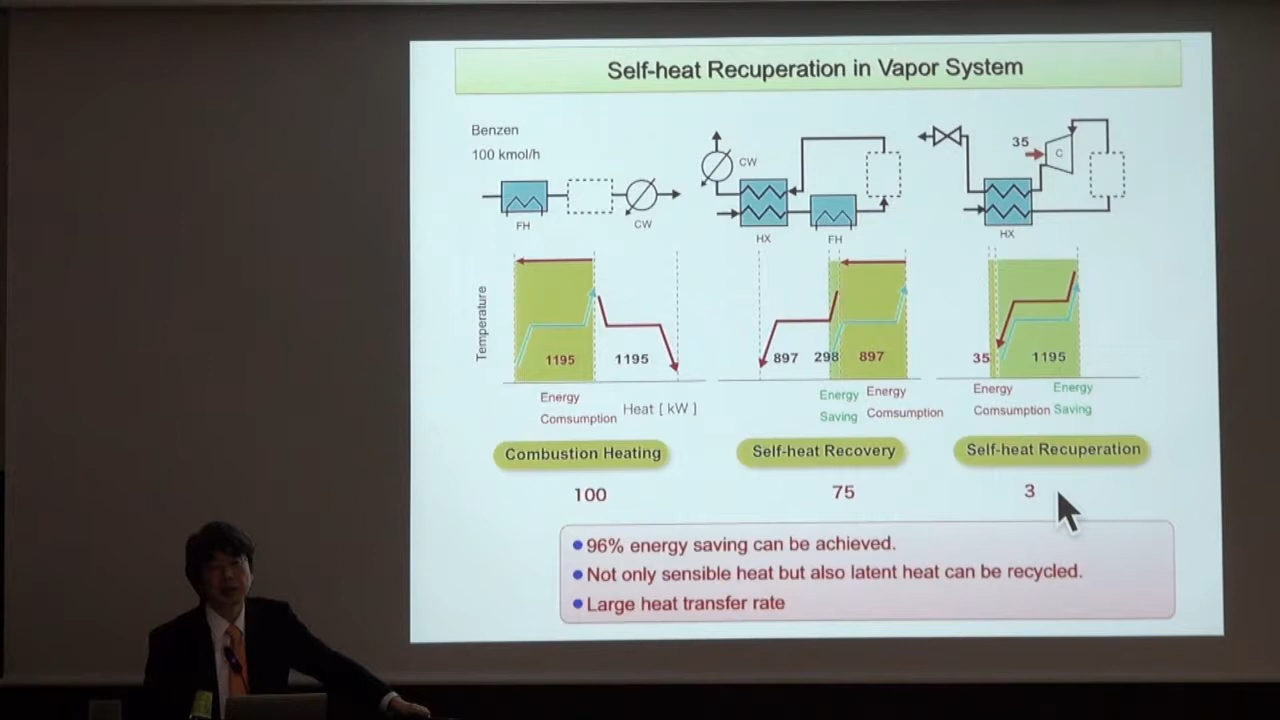 Self-heat Recuperation in Vapor System
Benzen
100 kmol/h
FH
CW
CW
HX
FH
35
C
HX
Temperature
1195
1195
897
298
897
35
1195
Energy
Comsumption
Heat [ kW ]
Energy
Saving
Energy
Comsumption
Energy
Comsumption
Energy
Saving
Combustion Heating
Self-heat Recovery
Self-heat Recuperation
100
75
3
96% energy saving can be achieved.
Not only sensible heat but also latent heat can be recycled.
Large heat transfer rate